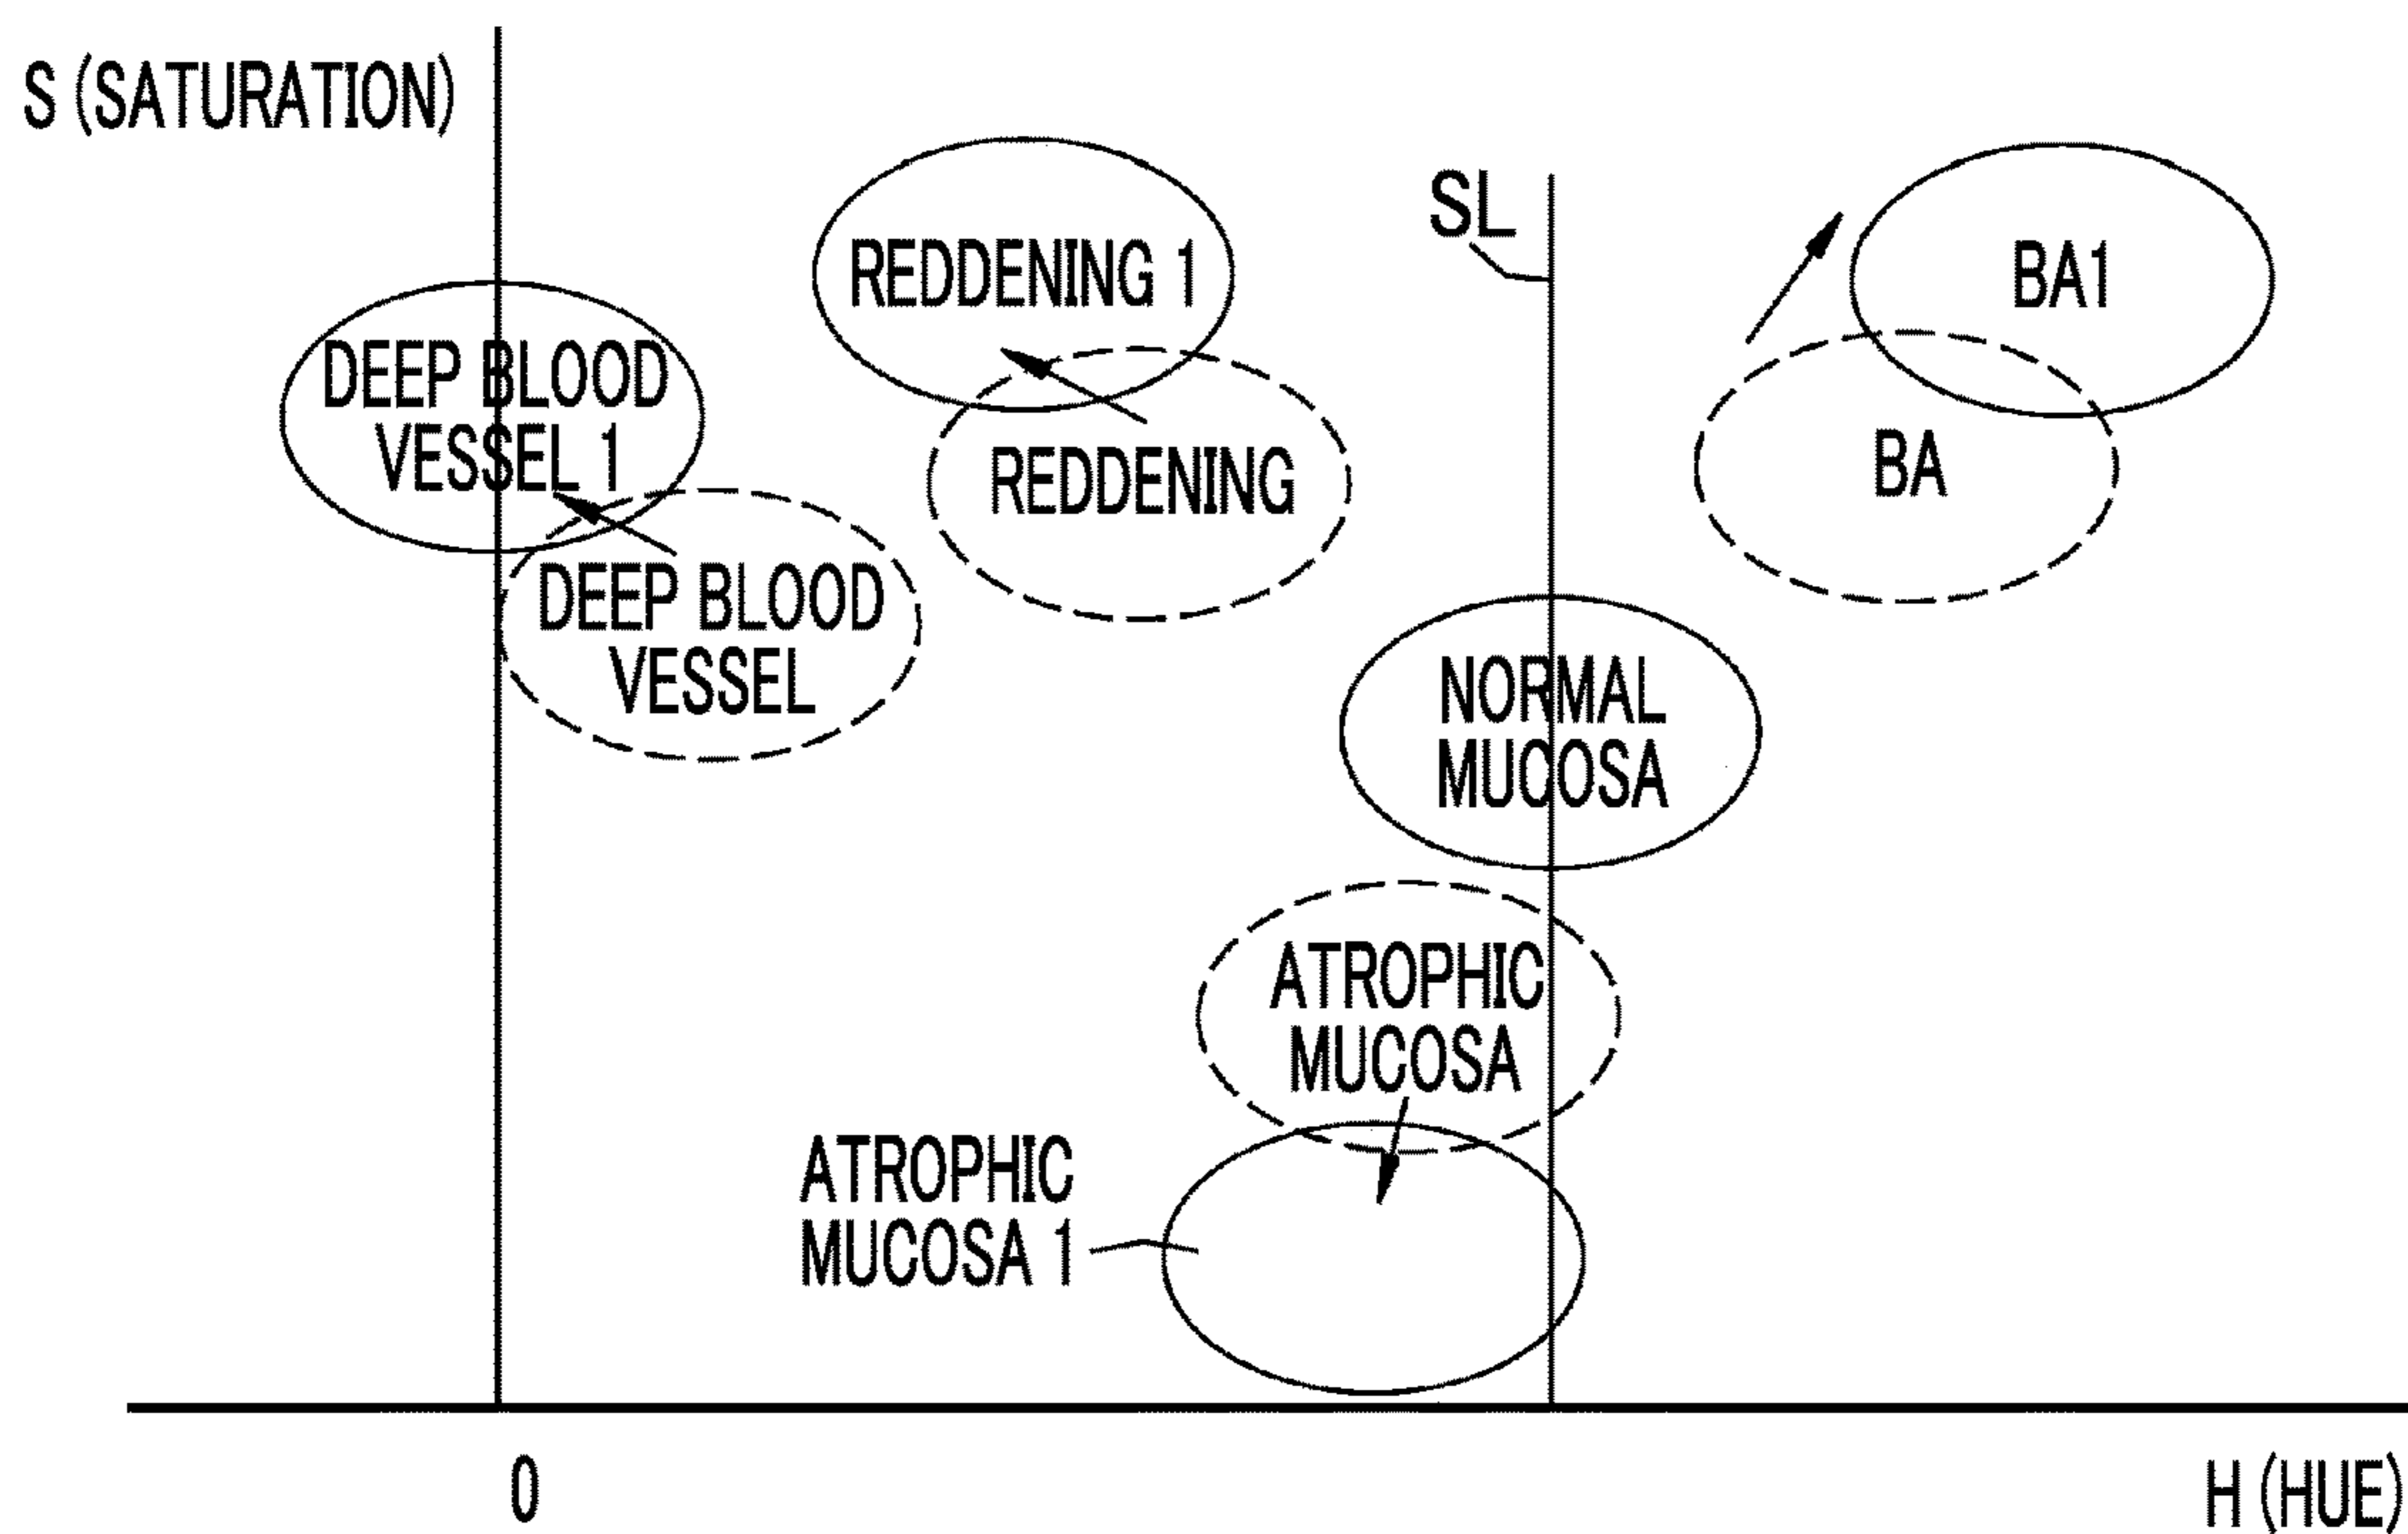 S (SATURATION)
REDDENING 1
SL
BA1
DEEP BLOOD
VESSEL 1
REDDENING
BA
DEEP BLOOD
VESSEL
NORMAL
MUCOSA
ATROPHIC
MUCOSA
ATROPHIC
MUCOSA 1
0
H (HUE)